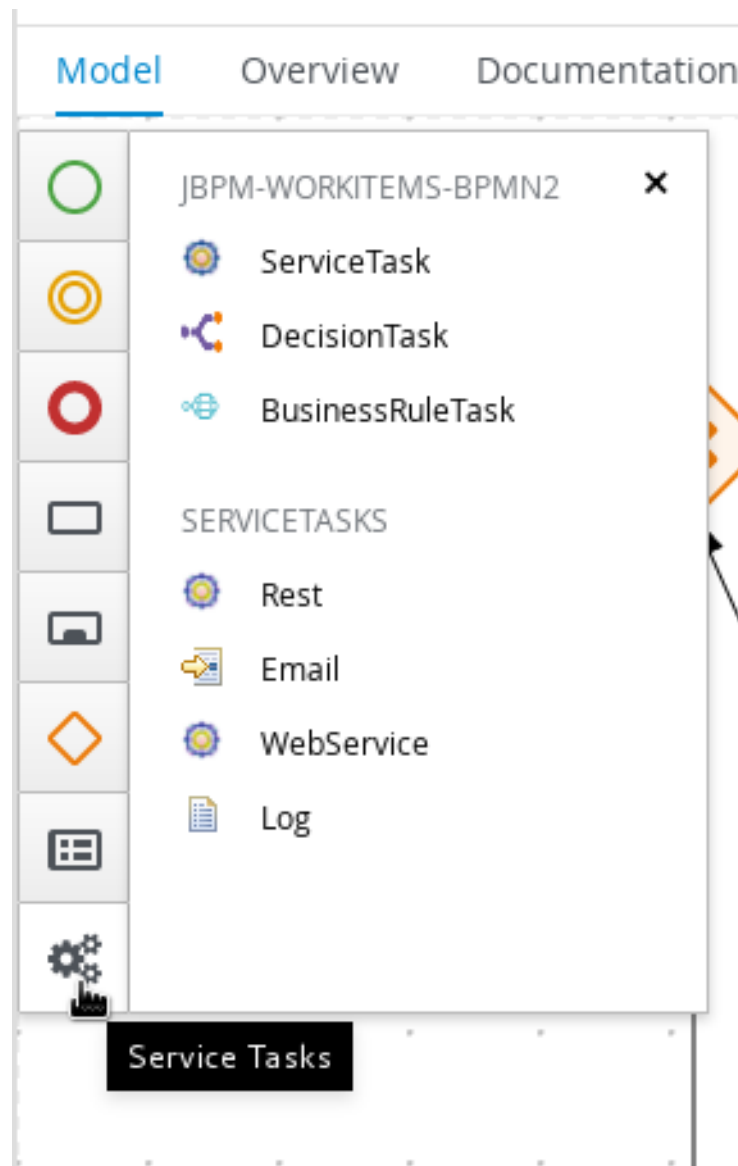 Model Overview Documentation
JBPM-WORKITEMS-BPMN2
ServiceTask
DecisionTask
BusinessRuleTask
SERVICETASKS
Rest
Email
WebService
Log
Service Tasks